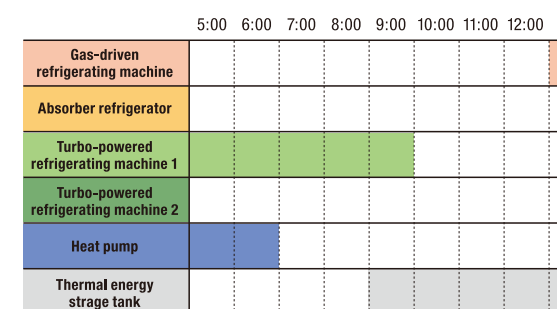 5:00 6:00 7:00 8:00 9:00 10:00 11:00 12:00
Gas-driven
refrigerating machine
Absorber refrigerator
Turbo-powered
refrigerating machine 1
Turbo-powered
refrigerating machine 2
Heat pump
Thermal energy
strage tank